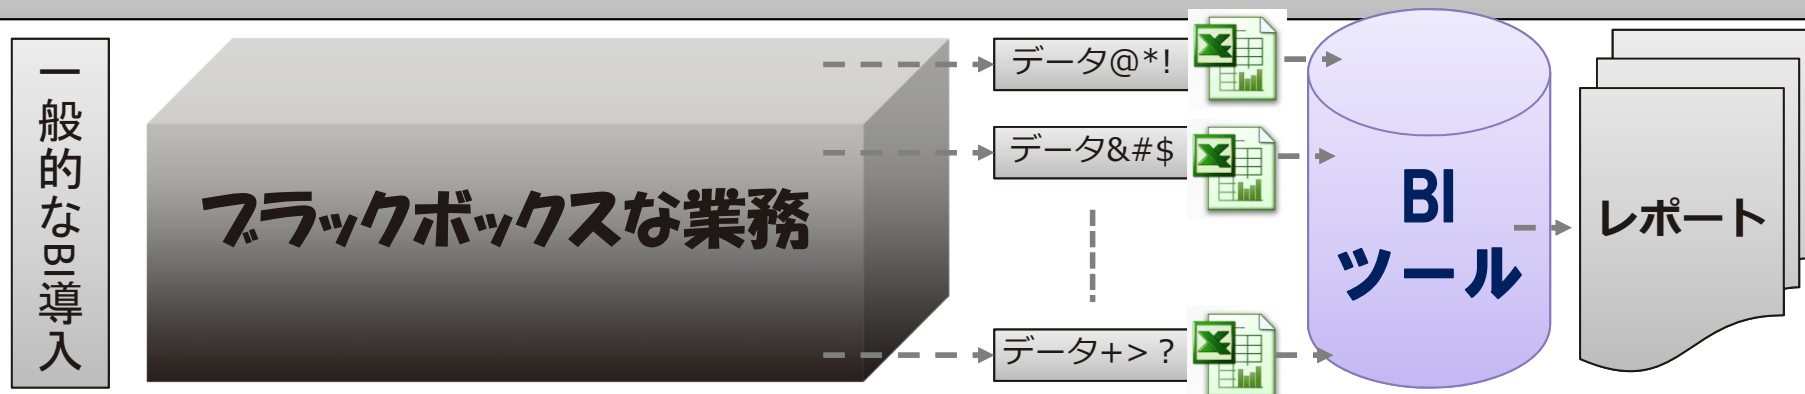 一般的なBI導入
ブラックボックスな業務
データ@*!
データ&#$
データ+>？
BI
ツール
レポート